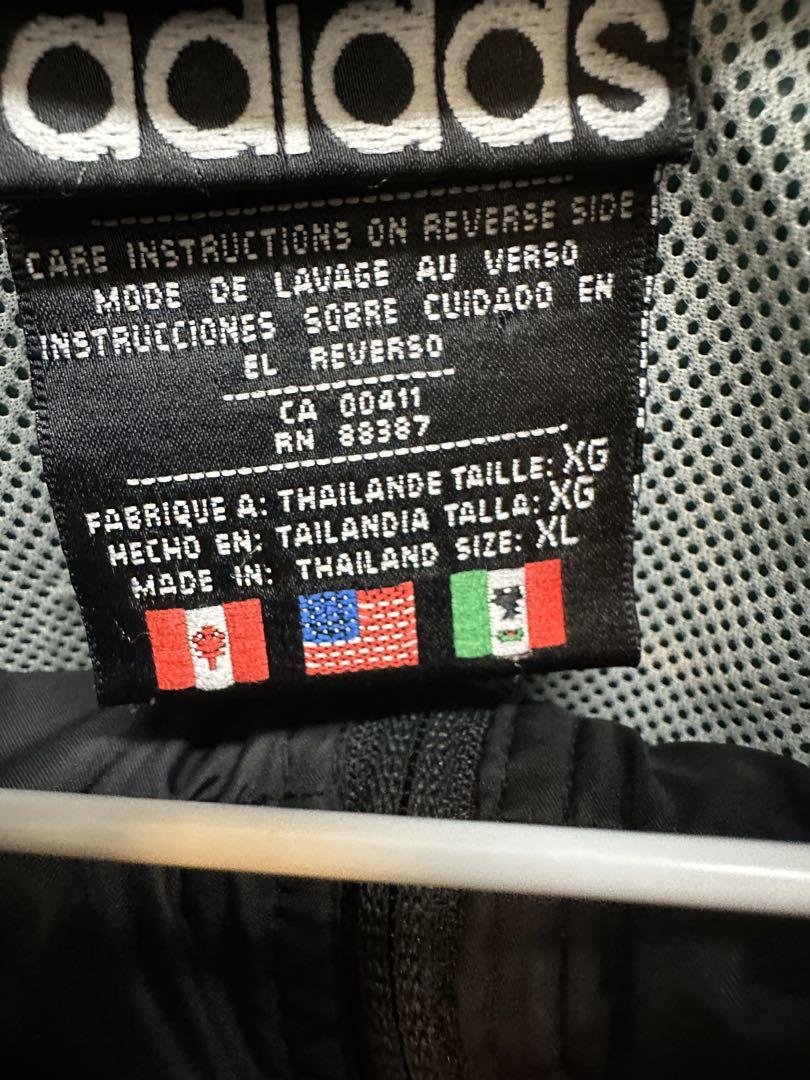 adidas
CARE INSTRUCTIONS ON REVERSE SIDE
MODE DE LAVAGE AU VERSO
INSTRUCCIONES SOBRE CUIDADO EN
EL REVERSO
CA 00411
RN 88387
FABRIQUE A: THAILANDE TAILLE: XG
HECHO EN: TAILANDIA TALLA: XG
MADE IN: THAILAND SIZE: XL